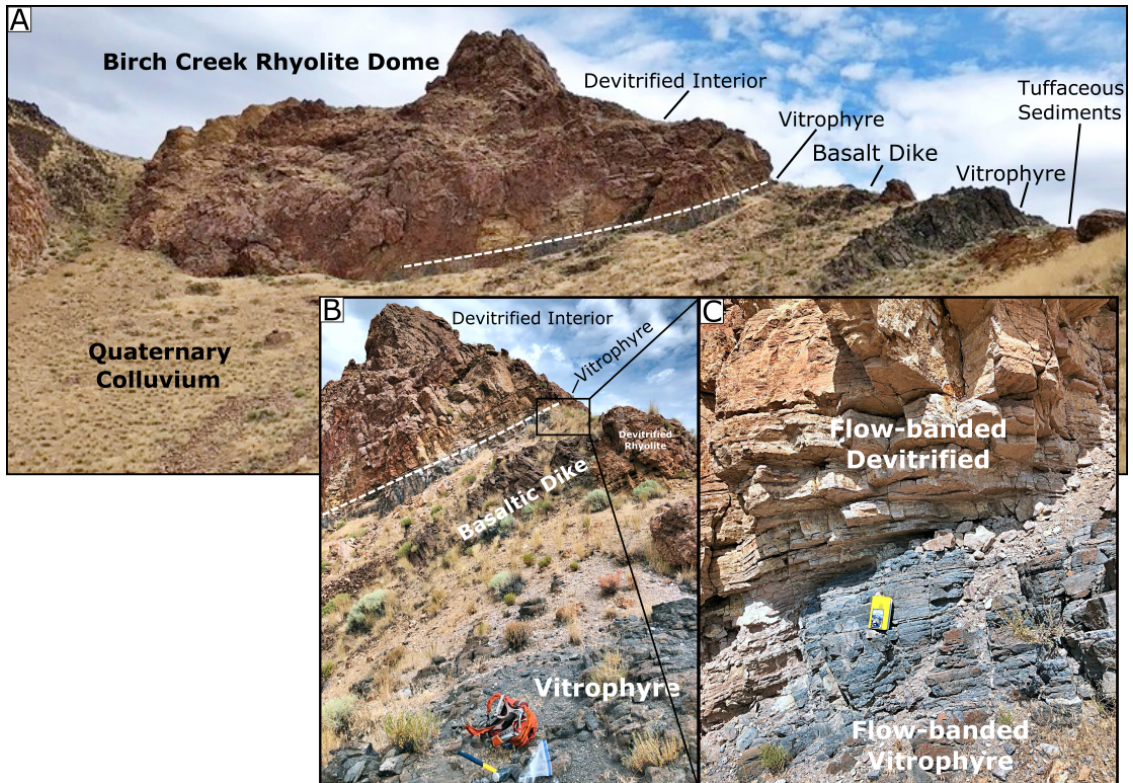 A
Birch Creek Rhyolite Dome
Devitrified Interior
Vitrophyre
Basalt Dike
Vitrophyre
Tuffaceous
Sediments
Quaternary
Colluvium
B
Devitrified Interior
Vitrophyre
Devitrified
Rhyolite
Basaltic Dike
Vitrophyre
C
Flow-banded
Devitrified
Flow-banded
Vitrophyre